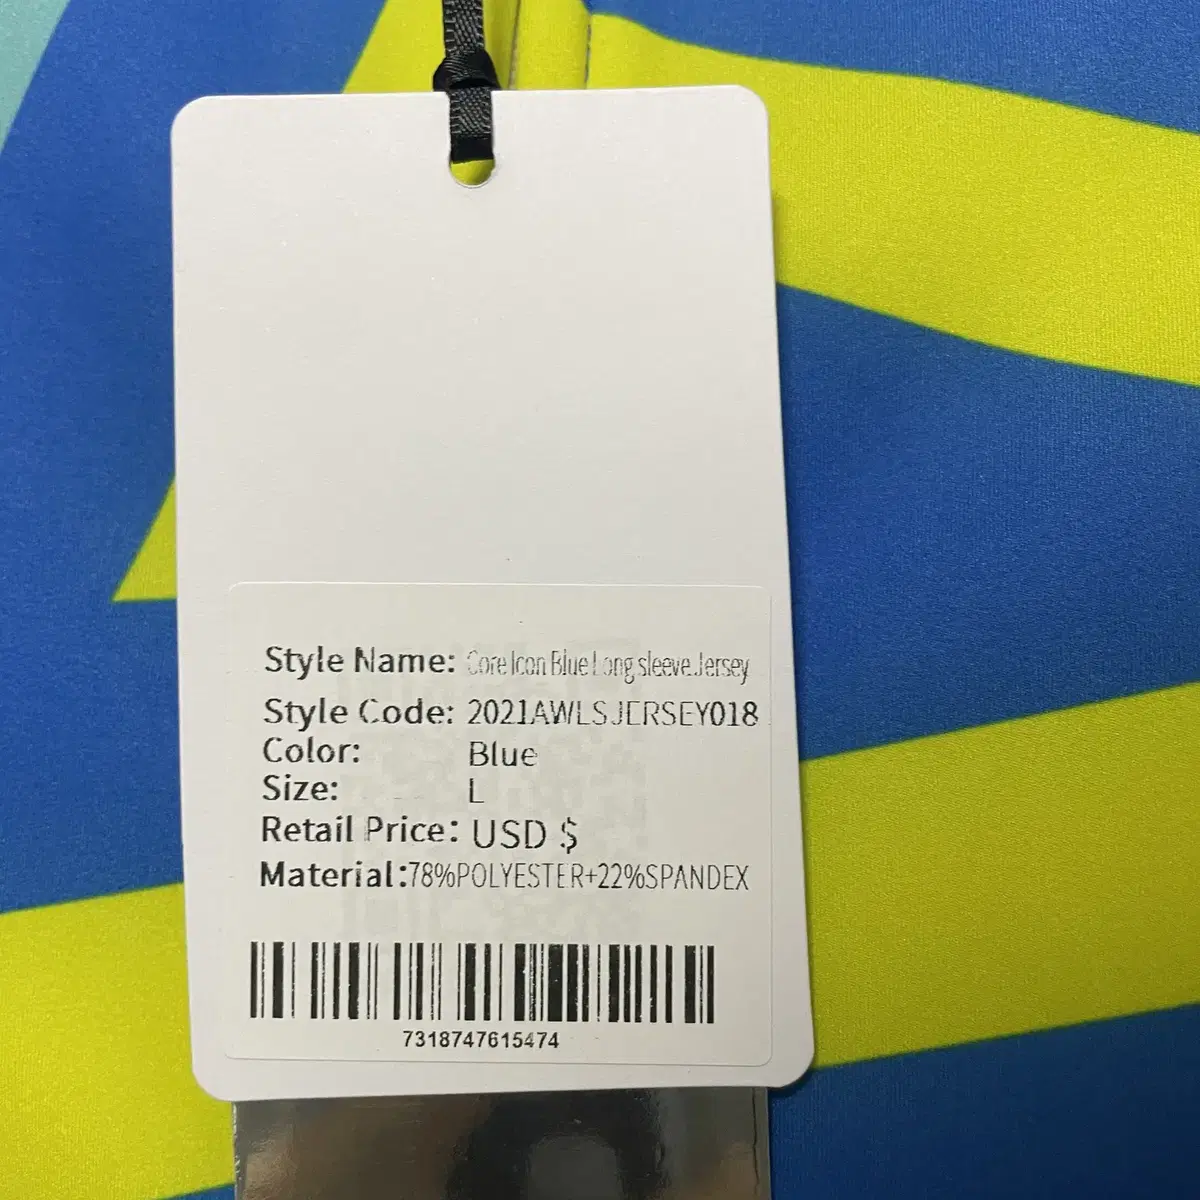 Style Name: Core Icon Blue Long sleeve Jersey
Style Code: 2021AWLSJERSEY018
Color: Blue
Size: L
Retail Price: USD $
Material:78%POLYESTER+22%SPANDEX
7318747615474